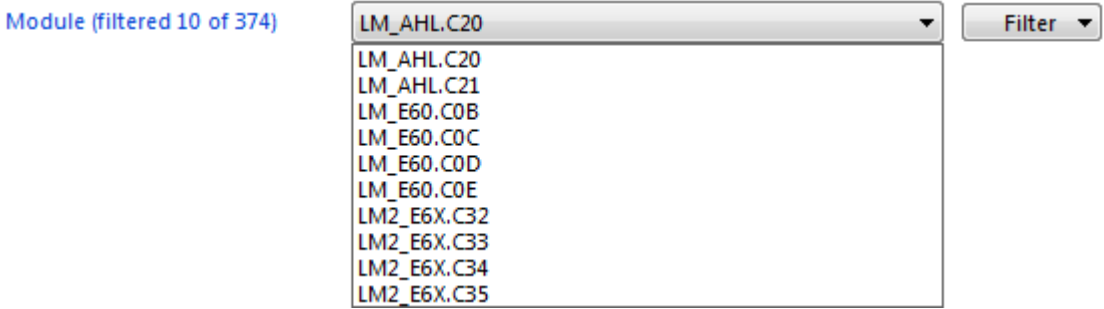 Module (filtered 10 of 374) LM_AHL.C20 Filter
LM_AHL.C20
LM_AHL.C21
LM_E60.C0B
LM_E60.C0C
LM_E60.C0D
LM_E60.C0E
LM2_E6X.C32
LM2_E6X.C33
LM2_E6X.C34
LM2_E6X.C35